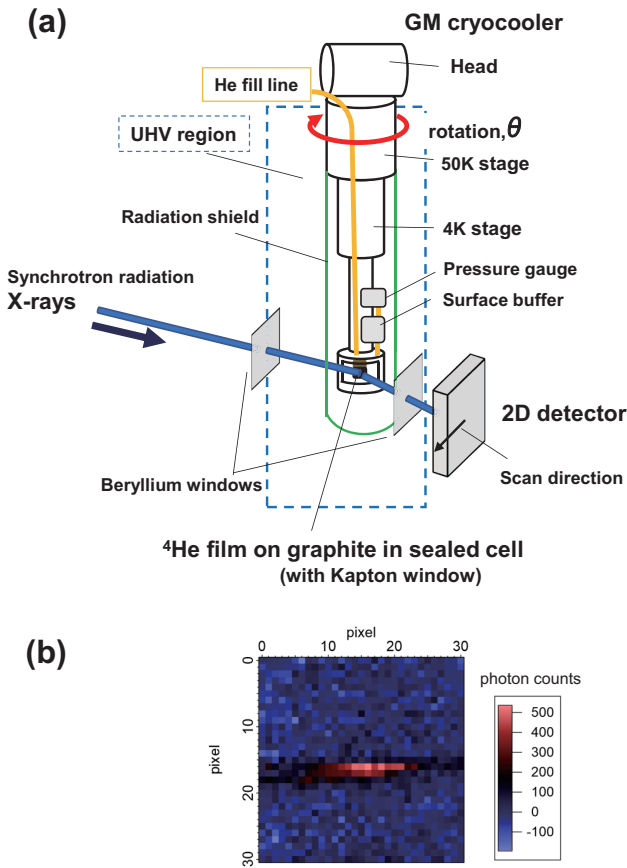 (a)
GM cryocooler
Head
He fill line
UHV region
rotation,θ
50K stage
Radiation shield
4K stage
Pressure gauge
Synchrotron radiation
X-rays
Surface buffer
2D detector
Beryllium windows
Scan direction
⁴He film on graphite in sealed cell
(with Kapton window)
(b)
pixel
0 10 20 30
photon counts
0
10
20
30
pixel
500
400
300
200
100
0
-100